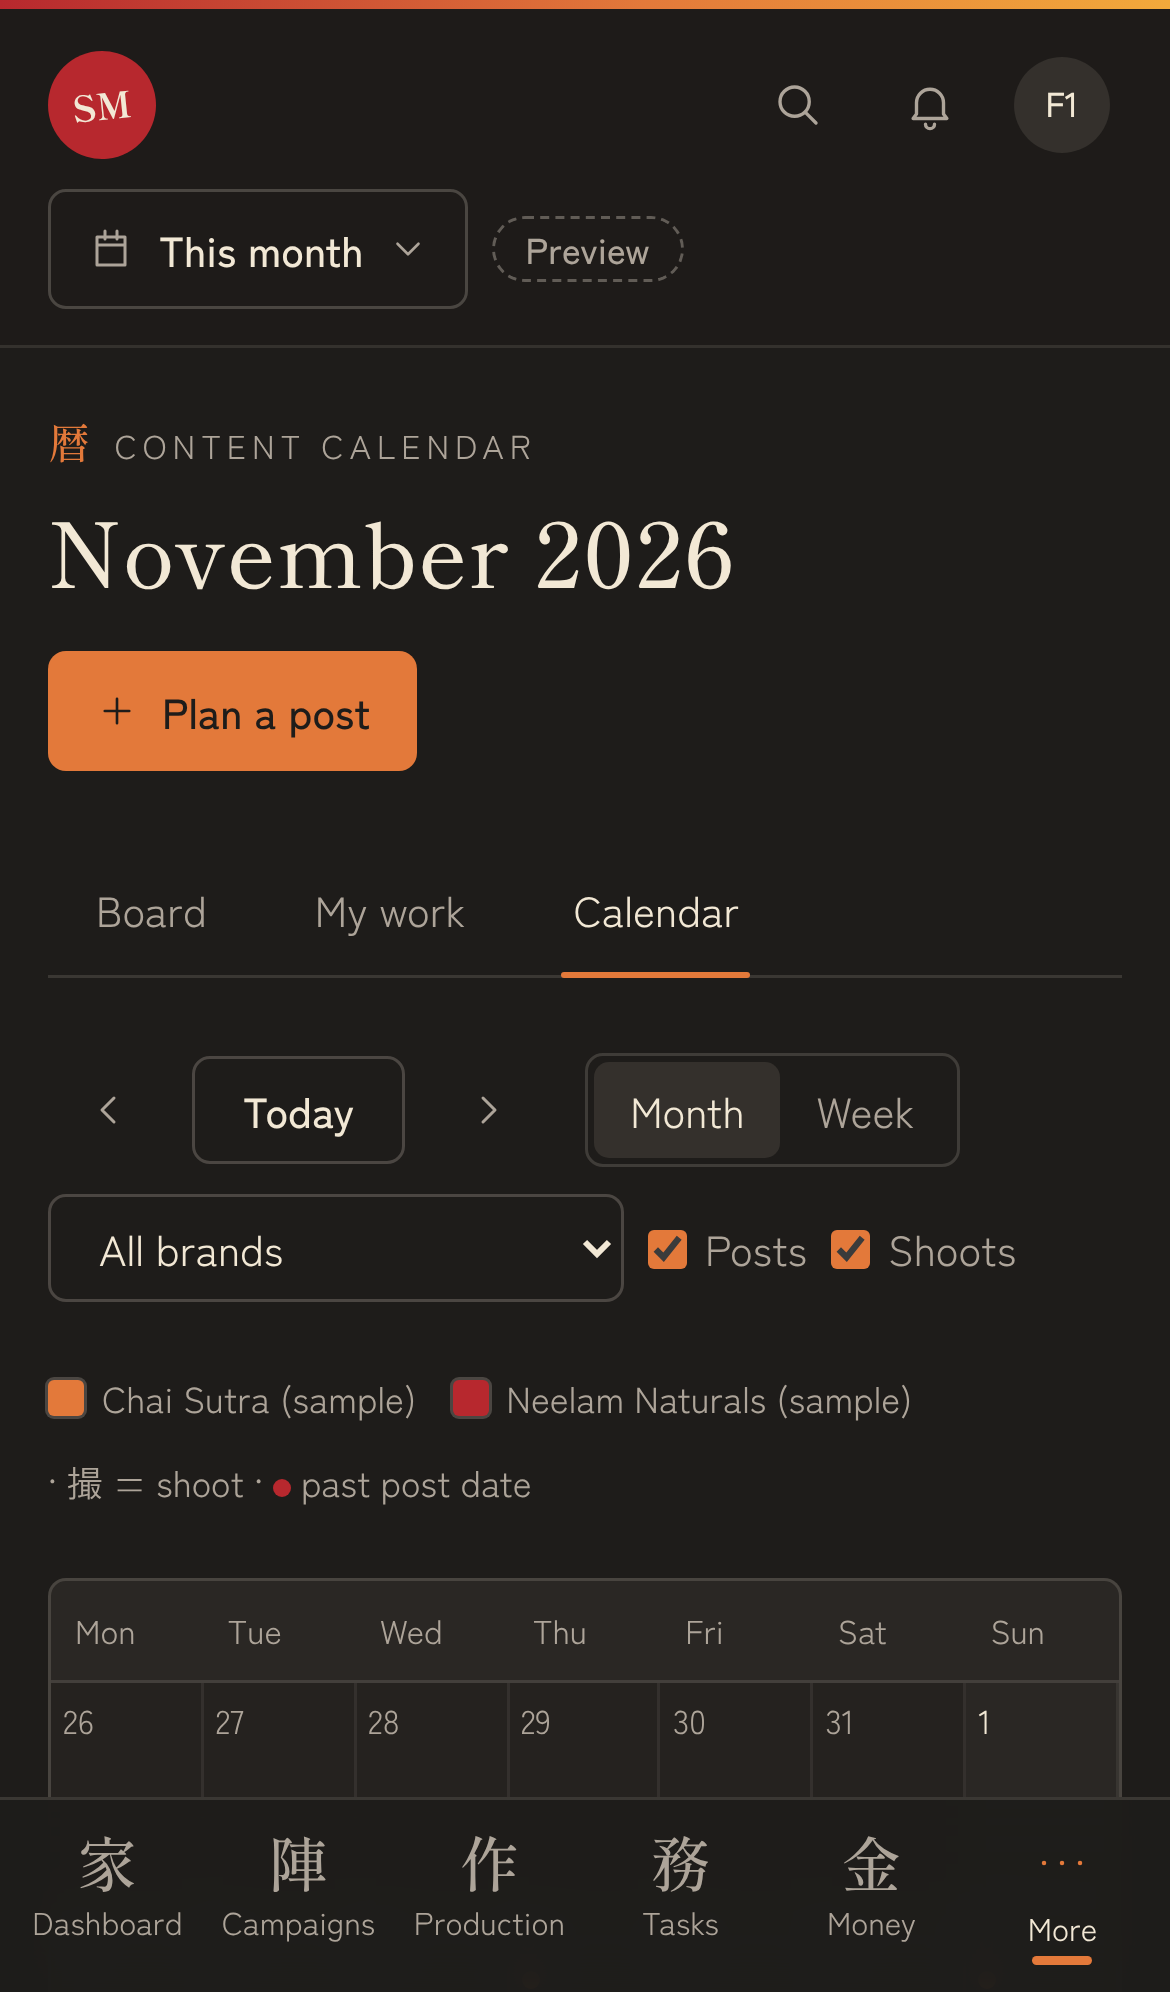 SM
F1
This month
Preview
暦 CONTENT CALENDAR
November 2026
+ Plan a post
Board My work Calendar
Today Month Week
All brands Posts Shoots
Chai Sutra (sample) Neelam Naturals (sample)
· 撮 = shoot · past post date
Mon Tue Wed Thu Fri Sat Sun
26 27 28 29 30 31 1
家 陣 作 務 金 ...
Dashboard Campaigns Production Tasks Money More